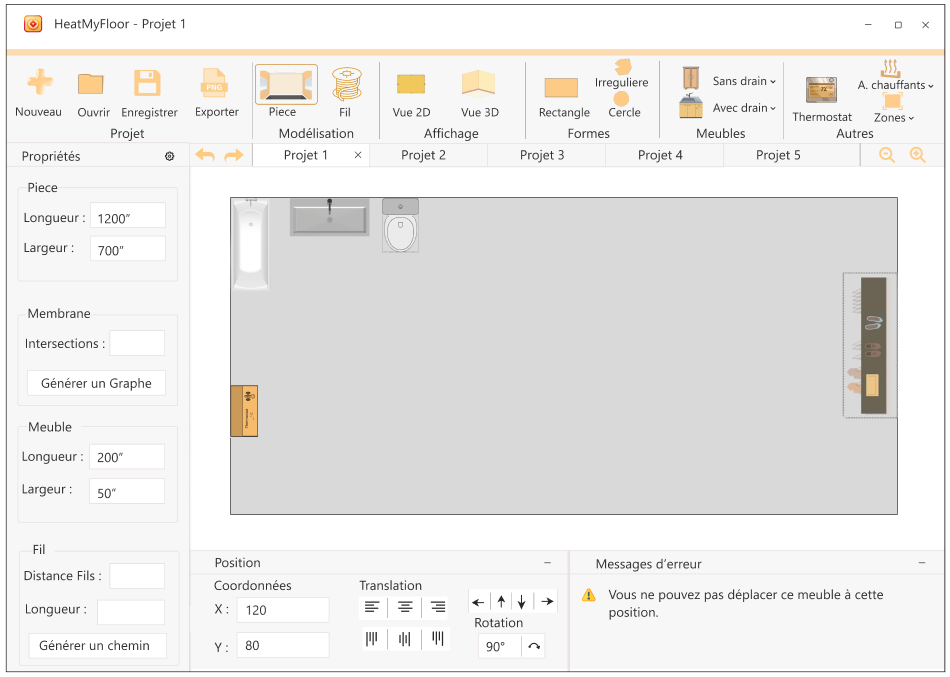 HeatMyFloor - Projet 1
Nouveau
Ouvrir
Enregistrer
PNG
Exporter
Projet
Piece
Fil
Modélisation
Vue 2D
Vue 3D
Affichage
Rectangle
Irreguliere
Cercle
Formes
Sans drain
Avec drain
Meubles
Thermostat
A. chauffants
Zones
Autres
Propriétés
Projet 1
Projet 2
Projet 3
Projet 4
Projet 5
Piece
Longueur : 1200"
Largeur : 700"
Membrane
Intersections :
Générer un Graphe
Meuble
Longueur : 200"
Largeur : 50"
Fil
Distance Fils :
Longueur :
Générer un chemin
Thermostat
Position
Coordonnées
X : 120
Y : 80
Translation
Rotation
90°
Messages d'erreur
Vous ne pouvez pas déplacer ce meuble à cette
position.